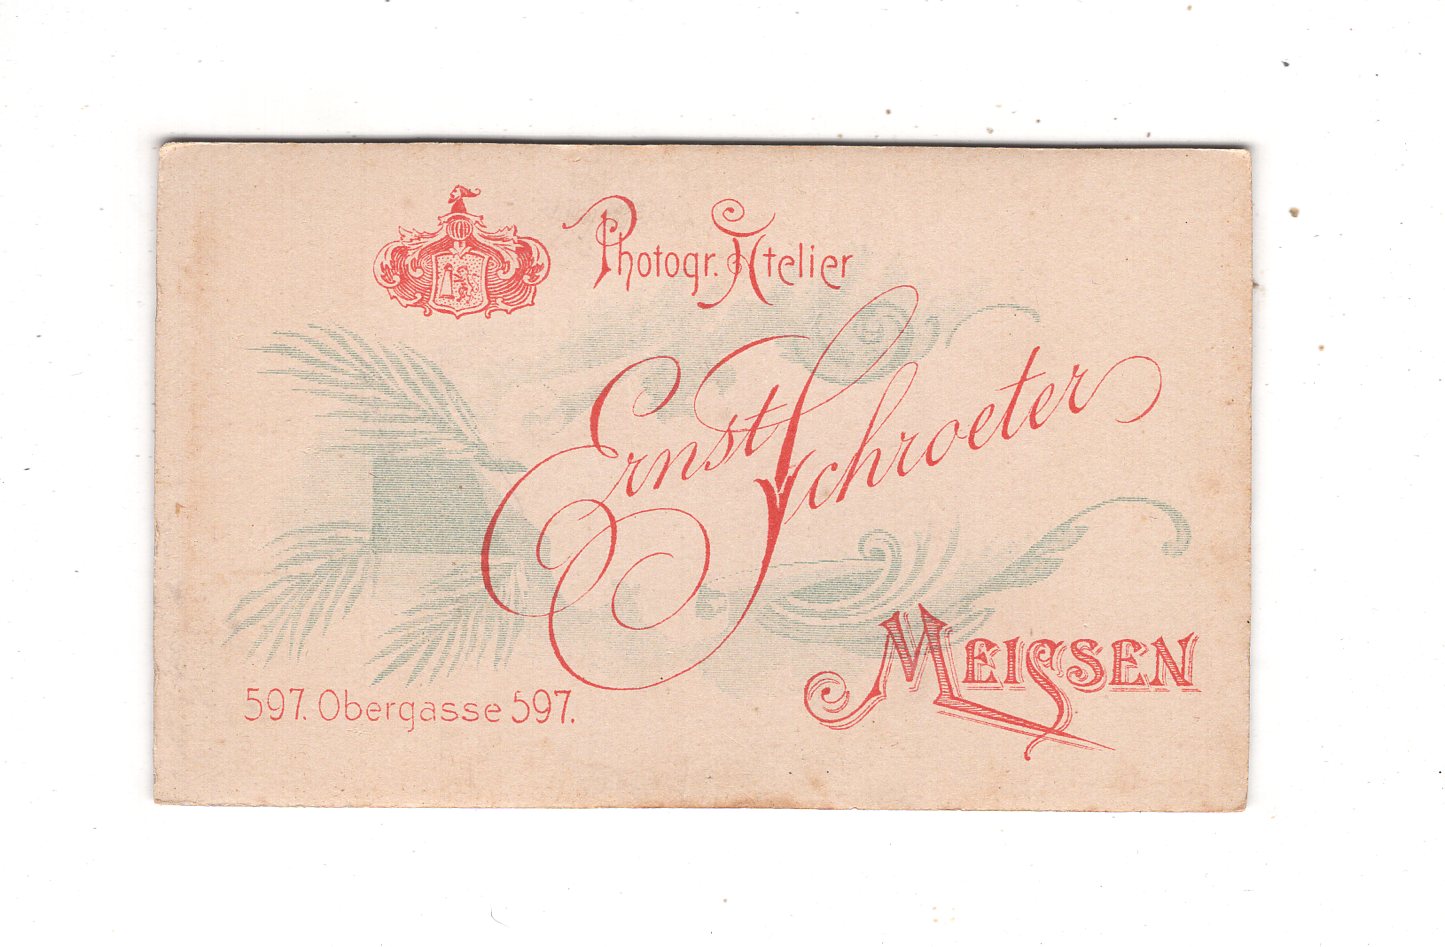 Photogr. Atelier
Ernst Schroeter
MEISSEN
597. Obergasse 597.